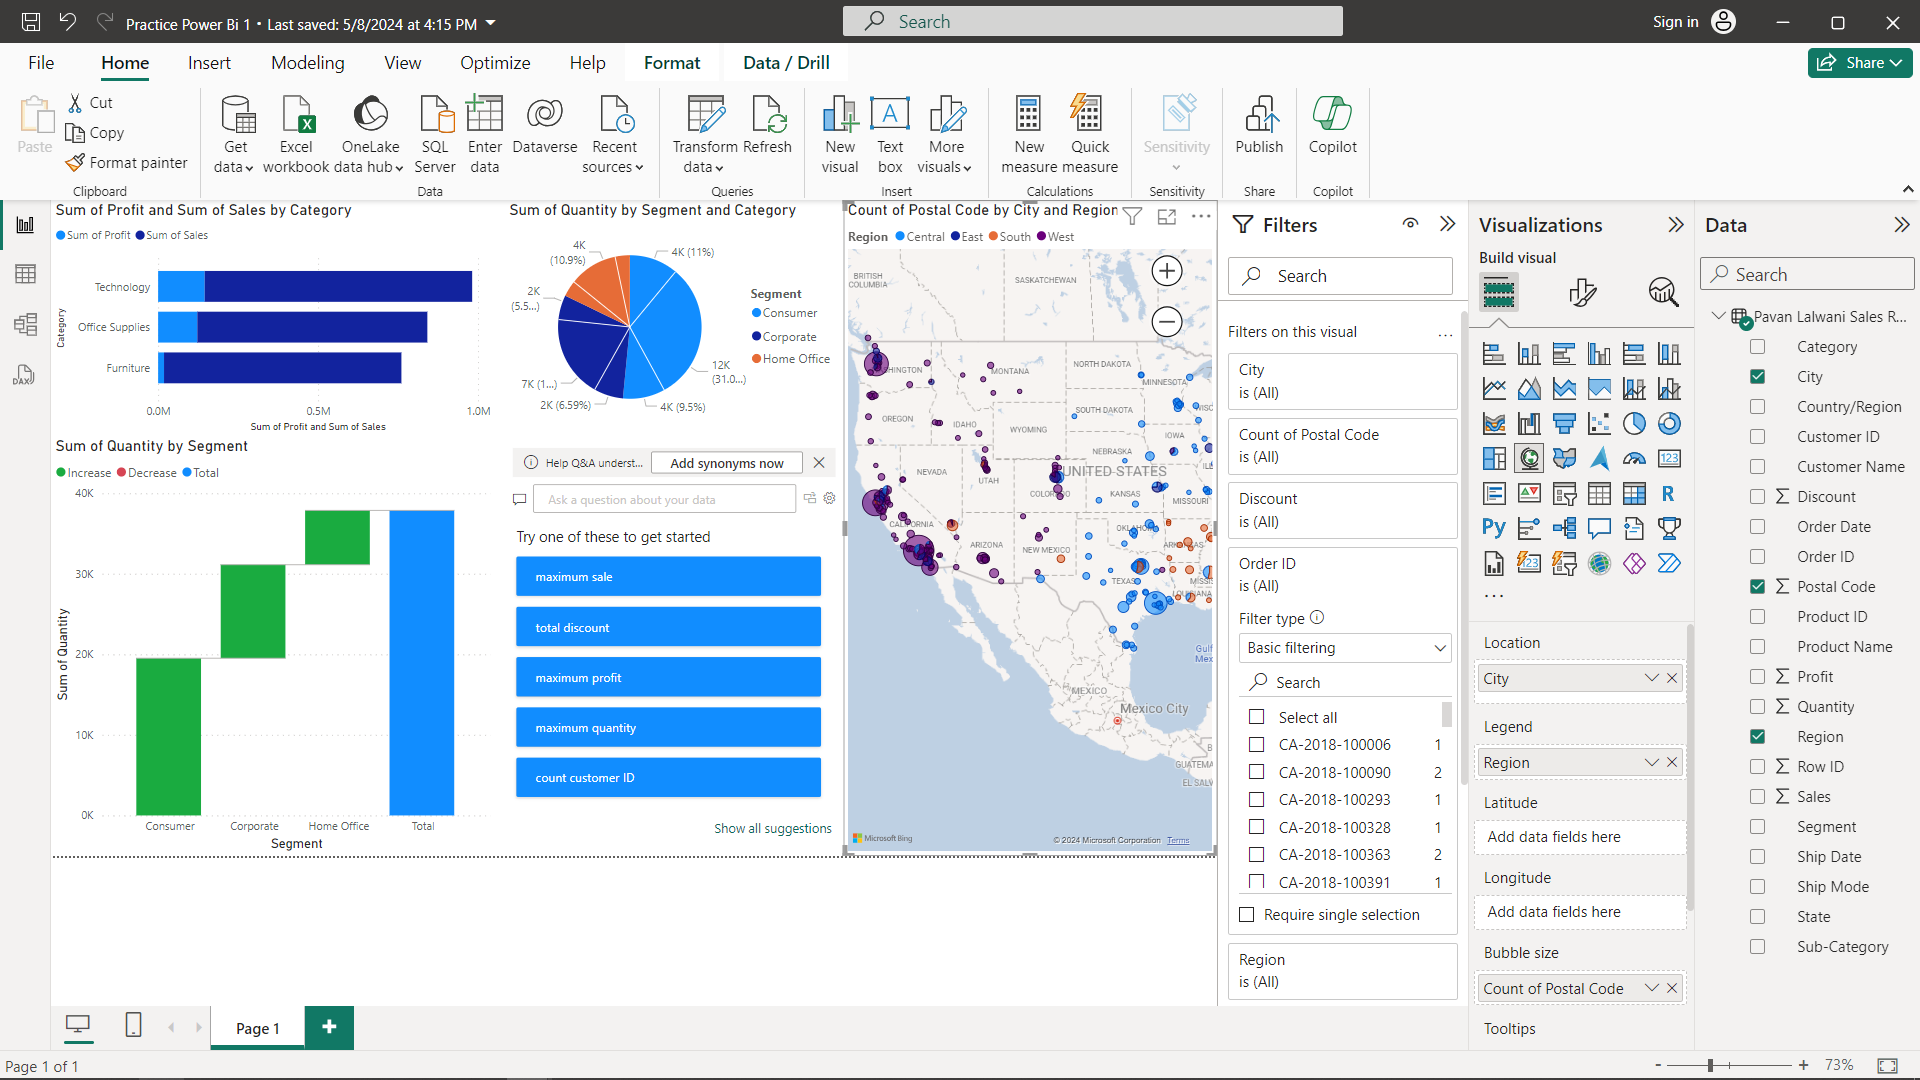 Practice Power Bi 1 • Last saved: 5/8/2024 at 4:15 PM
Search
Sign in
File
Home
Insert
Modeling
View
Optimize
Help
Format
Data / Drill
Share
Paste
Cut
Copy
Format painter
Clipboard
Get data
Excel workbook
OneLake data hub
SQL Server
Enter data
Dataverse
Recent sources
Data
Transform data
Refresh
Queries
New visual
Text box
More visuals
Insert
New measure
Quick measure
Calculations
Sensitivity
Sensitivity
Publish
Share
Copilot
Copilot
Sum of Profit and Sum of Sales by Category
Sum of Profit
Sum of Sales
Category
Technology
Office Supplies
Furniture
0.0M
0.5M
1.0M
Sum of Profit and Sum of Sales
Sum of Quantity by Segment and Category
4K (10.9%)
4K (11%)
2K (5.5...)
12K (31.0...)
7K (1...)
2K (6.59%)
4K (9.5%)
Segment
Consumer
Corporate
Home Office
Sum of Quantity by Segment
Increase
Decrease
Total
Sum of Quantity
40K
30K
20K
10K
0K
Consumer
Corporate
Home Office
Total
Segment
Help Q&A underst...
Add synonyms now
Ask a question about your data
Try one of these to get started
maximum sale
total discount
maximum profit
maximum quantity
count customer ID
Show all suggestions
Count of Postal Code by City and Region
Region
Central
East
South
West
BRITISH COLUMBIA
SASKATCHEWAN
MONTANA
NORTH DAKOTA
MINNESOTA
OREGON
IDAHO
SOUTH DAKOTA
WYOMING
IOWA
NEBRASKA
NEVADA
UTAH
UNITED STATES
KANSAS
MISSOURI
ARIZONA
NEW MEXICO
TEXAS
MEXICO
Mexico City
Gulf
Mex
GUATEMA
EL SALV
Microsoft Bing
© 2024 Microsoft Corporation
Terms
Filters
Search
Filters on this visual
City
is (All)
Count of Postal Code
is (All)
Discount
is (All)
Order ID
is (All)
Filter type
Basic filtering
Search
Select all
CA-2018-100006 1
CA-2018-100090 2
CA-2018-100293 1
CA-2018-100328 1
CA-2018-100363 2
CA-2018-100391 1
Require single selection
Region
is (All)
Visualizations
Build visual
123
R
Py
123
Location
City
Legend
Region
Latitude
Add data fields here
Longitude
Add data fields here
Bubble size
Count of Postal Code
Tooltips
Data
Search
Pavan Lalwani Sales R...
Category
City
Country/Region
Customer ID
Customer Name
Discount
Order Date
Order ID
Postal Code
Product ID
Product Name
Profit
Quantity
Region
Row ID
Sales
Segment
Ship Date
Ship Mode
State
Sub-Category
Page 1
Page 1 of 1
73%